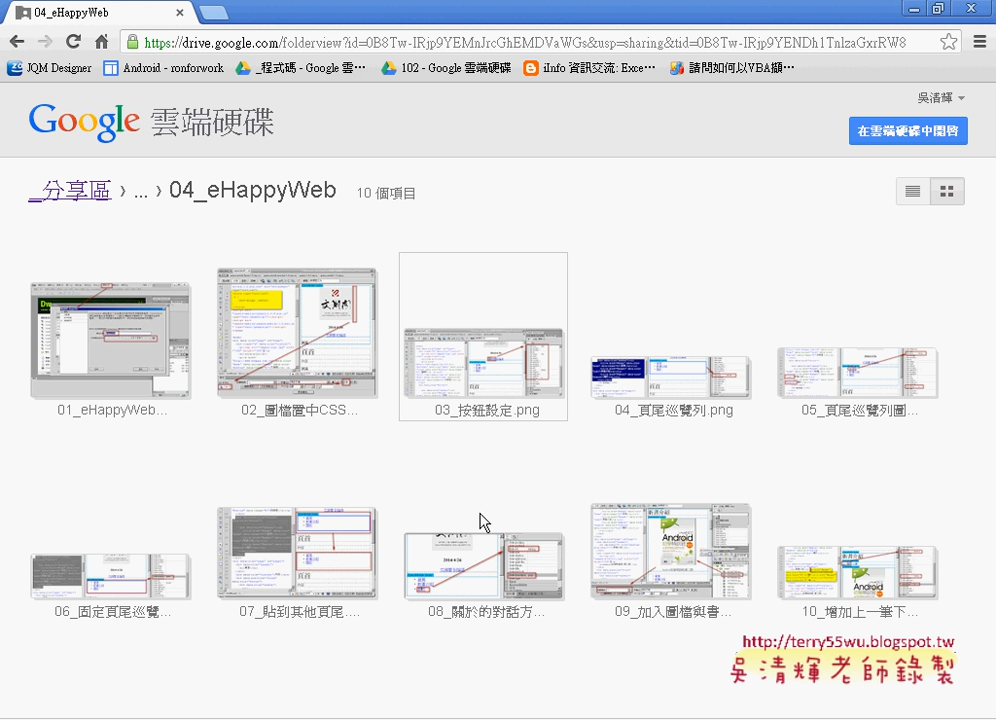 04_eHappyWeb
https://drive.google.com/folderview?id=0B8Tw-IRjp9YEMnJrcGhEMDVaWGs&usp=sharing&tid=0B8Tw-IRjp9YENDh1TnlzaGxrRW8
JQM Designer
Android - ronforwork
_程式碼 - Google 雲…
102 - Google 雲端硬碟
iInfo 資訊交流: Exce…
請問如何以VBA擷…
吳清輝
Google 雲端硬碟
在雲端硬碟中開啓
_分享區 › ... › 04_eHappyWeb 10 個項目
01_eHappyWeb...
02_圖檔置中CSS...
03_按鈕設定.png
04_頁尾巡覽列.png
05_頁尾巡覽列圖...
06_固定頁尾巡覽...
07_貼到其他頁尾....
08_關於的對話方...
09_加入圖檔與書...
10_增加上一筆下...
http://terry55wu.blogspot.tw
吳清輝老師錄製